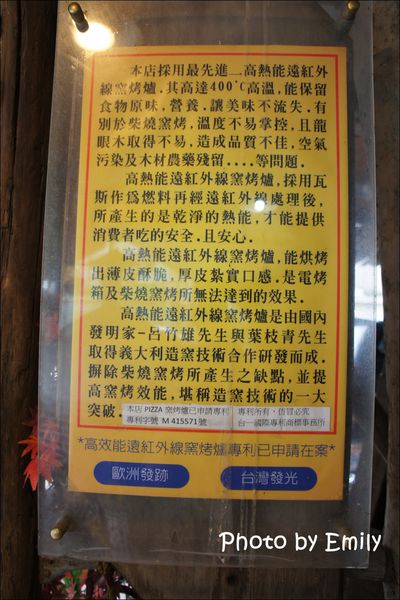 本店採用最先進二高熱能遠紅外
線窯烤爐.其高達400°C高溫,能保留
食物原味,營養.讓美味不流失.有
別於柴燒窯烤,溫度不易掌控,且龍
眼木取得不易,造成品質不佳,空氣
污染及木材農藥殘留....等問題.
高熱能遠紅外線窯烤爐,採用瓦
斯作為燃料再經遠紅外線處理後,
所產生的是乾淨的熱能,才能提供
消費者吃的安全.且安心.
高熱能遠紅外線窯烤爐,能烘烤
出薄皮酥脆,厚皮紮實口感.是電烤
箱及柴燒窯烤所無法達到的效果.
高熱能遠紅外線窯烤爐是由國內
發明家-呂竹雄先生與葉枝青先生
取得義大利造窯技術合作研發而成.
摒除柴燒窯烤所產生之缺點,並提
高窯烤效能,堪稱造窯技術的一大
突破.
本店 PIZZA 窯烤爐已申請專利
專利字號 M 415571號
專利所有、仿冒必究
台一國際專利商標事務所
*高效能遠紅外線窯烤爐專利已申請在案*
歐洲發跡
台灣發光
Photo by Emily